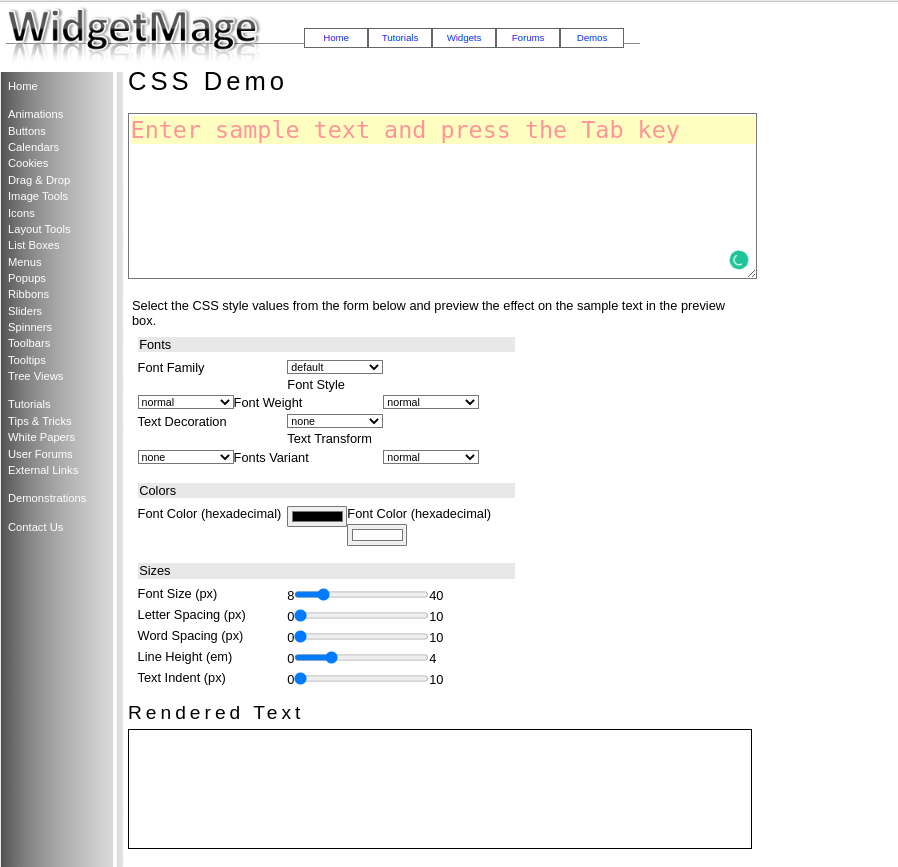 WidgetMage
Home Tutorials Widgets Forums Demos
Home
Animations
Buttons
Calendars
Cookies
Drag & Drop
Image Tools
Icons
Layout Tools
List Boxes
Menus
Popups
Ribbons
Sliders
Spinners
Toolbars
Tooltips
Tree Views
Tutorials
Tips & Tricks
White Papers
User Forums
External Links
Demonstrations
Contact Us
CSS Demo
Enter sample text and press the Tab key
Select the CSS style values from the form below and preview the effect on the sample text in the preview
box.
Fonts
Font Family default
Font Style
normal Font Weight normal
Text Decoration none
Text Transform
none Fonts Variant normal
Colors
Font Color (hexadecimal) Font Color (hexadecimal)
Sizes
Font Size (px) 8 40
Letter Spacing (px) 0 10
Word Spacing (px) 0 10
Line Height (em) 0 4
Text Indent (px) 0 10
Rendered Text